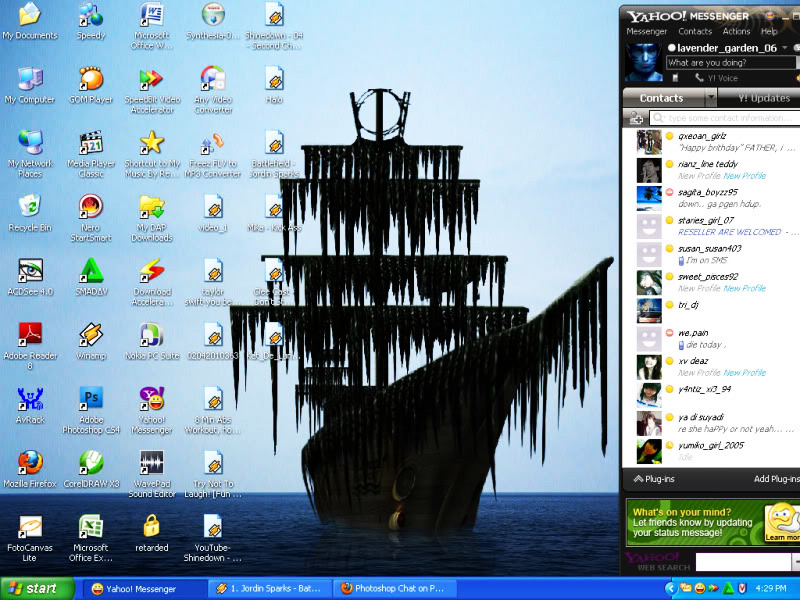 My Documents
Speedy
Microsoft
Office W...
Synthesia-0...
Shinedown - 04
- Second Ch...
My Computer
GOM Player
SpeedBit Video
Accelerator
Any Video
Converter
Halo
My Network
Places
Media Player
Classic
Shortcut to My
Music By Re...
Freez FLV to
MP3 Converter
Battlefield -
Jordin Sparks
Recycle Bin
Nero
StartSmart
My DAP
Downloads
video_1
Mika - Kick Ass
ACDSee 4.0
SMADAV
Download
Accelera...
taylor
swift you be...
Glee Cast
Adobe Reader
8
Winamp
Nokia PC Suite
AvRack
Adobe
Photoshop CS4
Yahoo!
Messenger
8 Min Abs
Workout, ho...
Mozilla Firefox
CorelDRAW X3
WavePad
Sound Editor
Try Not To
Laugh! [Fun ...
FotoCanvas
Lite
Microsoft
Office Ex...
retarded
YouTube-
Shinedown -...
YAHOO! MESSENGER
Messenger Contacts Actions Help
lavender_garden_06
What are you doing?
Y! Voice
Contacts
Y! Updates
type some contact information...
qxeoan_girlz
"Happy brithday" FATHER, i ...
rianz_line teddy
New Profile New Profile
sagita_boyzz95
down.. ga pgen hdup.
staries_girl_07
RESELLER ARE WELCOMED - ...
susan_susan403
I'm on SMS
sweet_pisces92
New Profile New Profile
tri_dj
we.pain
die today .
xv deaz
New Profile New Profile
y4ntiz_xi3_94
ya di suyadi
re she haPPy or not yeah... ...
yumiko_girl_2005
Idle
Plug-ins
Add Plug-ins
What's on your mind?
Let friends know by updating
your status message!
Learn more
YAHOO!
WEB SEARCH
start
Yahoo! Messenger
1. Jordin Sparks - Bat...
Photoshop Chat on P...
4:29 PM